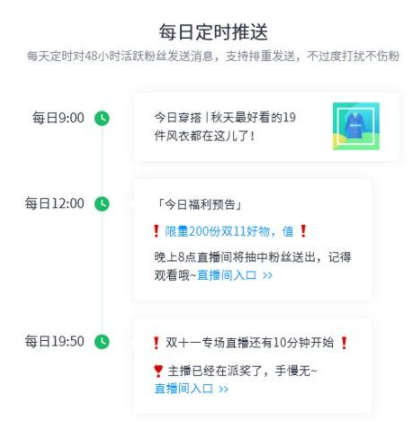 每日定时推送
每天定时对48小时活跃粉丝发送消息，支持排重发送，不过度打扰不伤粉
每日9:00
今日穿搭|秋天最好看的19
件风衣都在这儿了！
每日12:00
「今日福利预告」
❗限量200份双11好物，值❗
晚上8点直播间将抽中粉丝送出，记得
观看哦~直播间入口 >>
每日19:50
❗双十一专场直播还有10分钟开始❗
❣主播已经在派奖了，手慢无~
直播间入口 >>